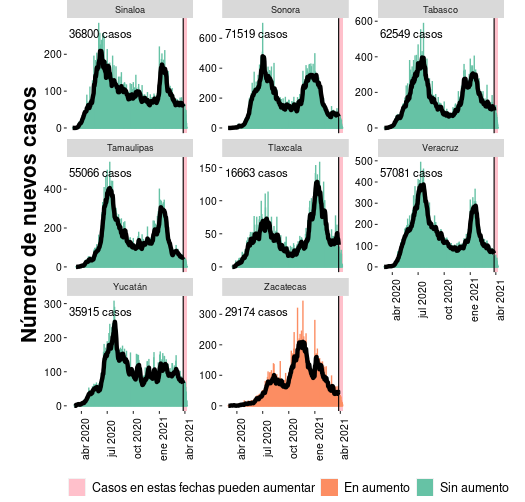 Sinaloa
Sonora
Tabasco
36800 casos
71519 casos
62549 casos
200
100
0
600
400
200
0
600
400
200
0
Tamaulipas
Tlaxcala
Veracruz
55066 casos
16663 casos
57081 casos
400
200
0
150
100
50
0
500
400
300
200
100
0
Yucatán
Zacatecas
35915 casos
29174 casos
300
200
100
0
300
200
100
0
abr 2020
jul 2020
oct 2020
ene 2021
abr 2021
abr 2020
jul 2020
oct 2020
ene 2021
abr 2021
abr 2020
jul 2020
oct 2020
ene 2021
abr 2021
Número de nuevos casos
Casos en estas fechas pueden aumentar
En aumento
Sin aumento